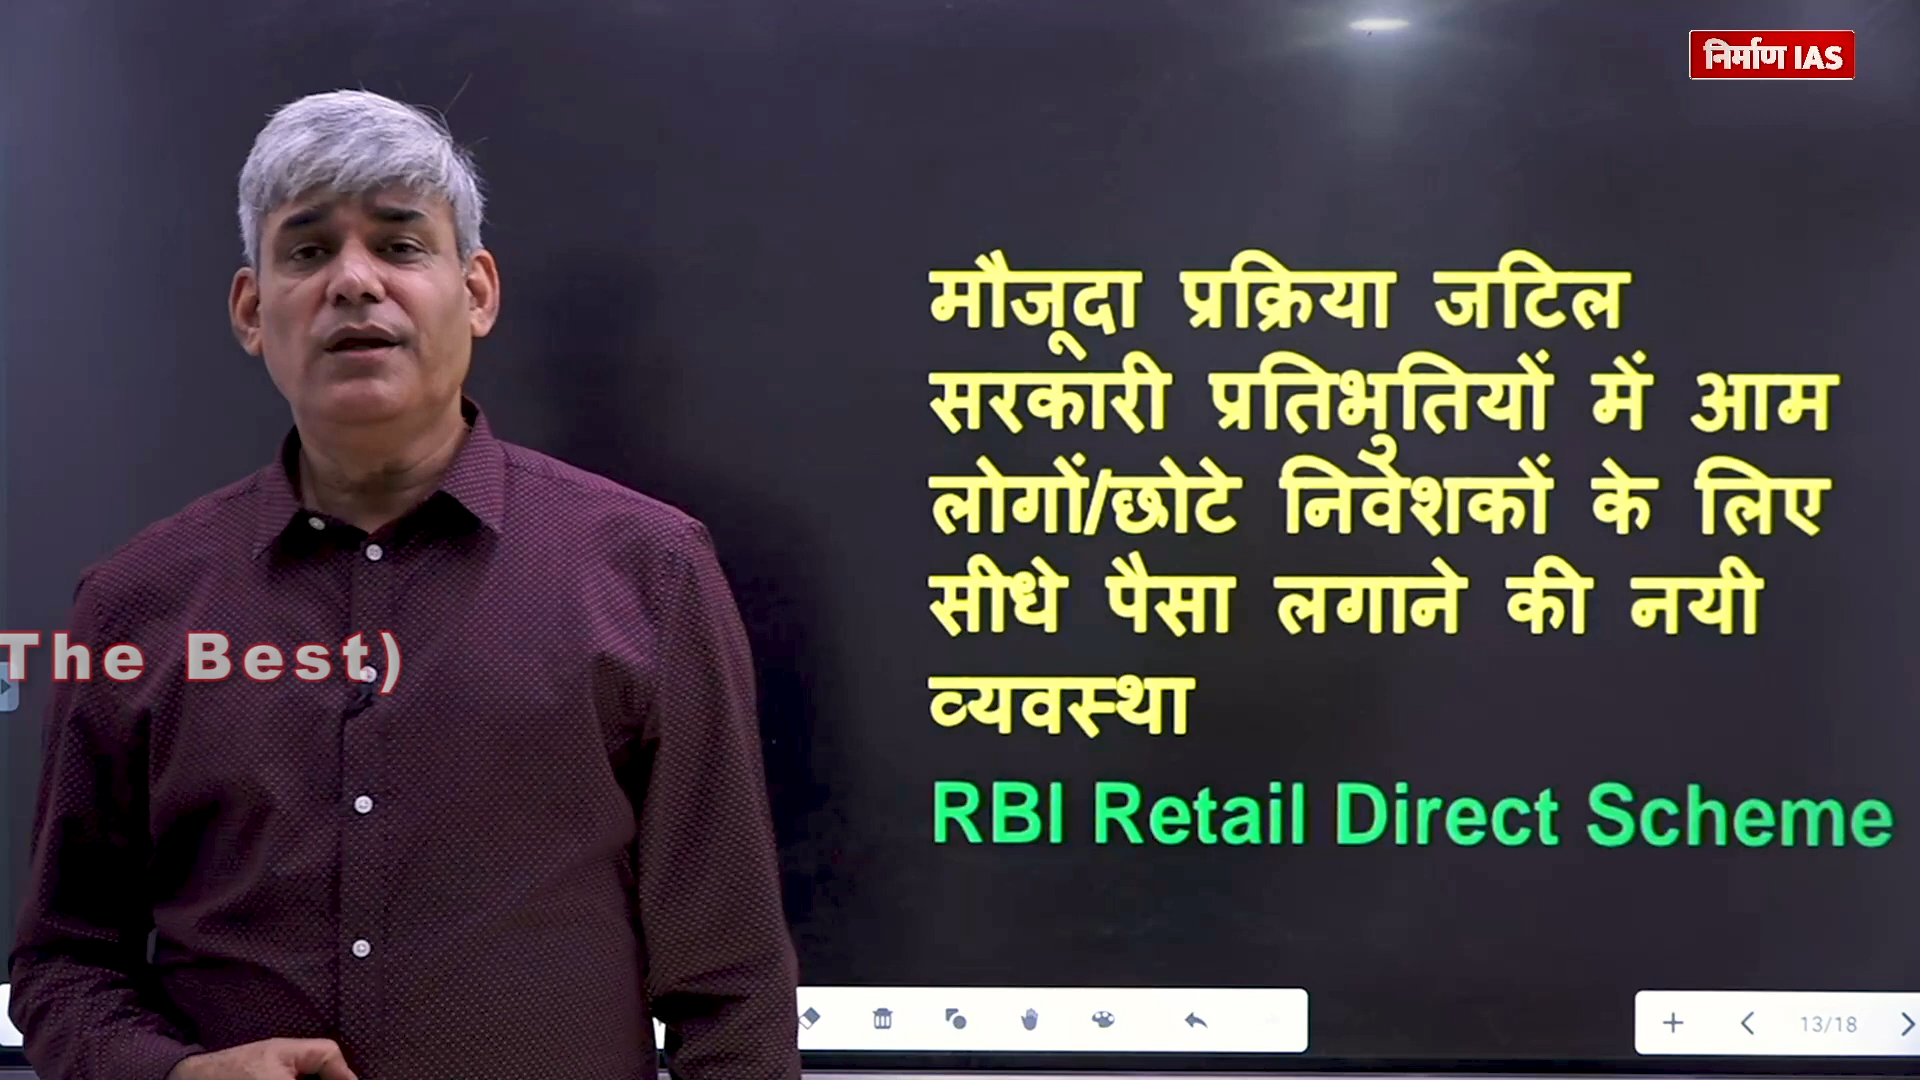 निर्माण IAS
मौजूदा प्रक्रिया जटिल
सरकारी प्रतिभुतियों में आम
लोगों/छोटे निवेशकों के लिए
सीधे पैसा लगाने की नयी
व्यवस्था
The Best)
RBI Retail Direct Scheme
13/18